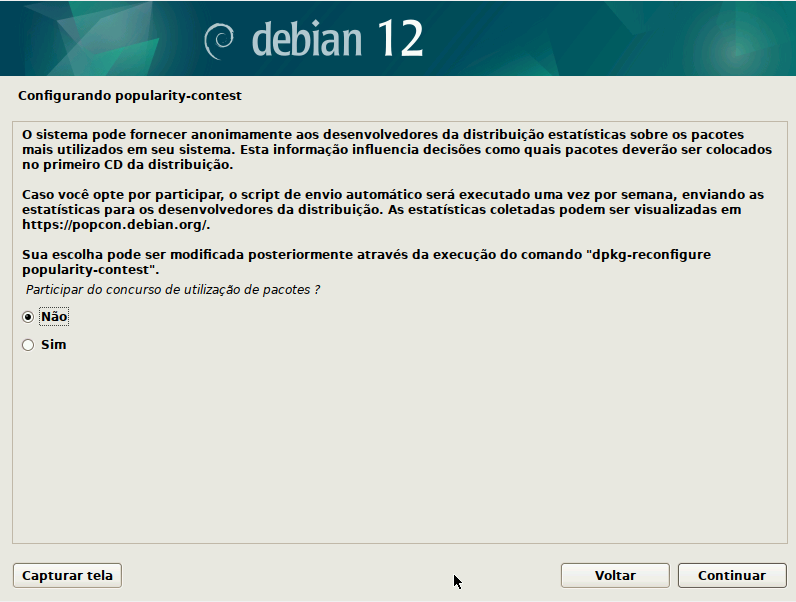 debian 12
Configurando popularity-contest
O sistema pode fornecer anonimamente aos desenvolvedores da distribuição estatísticas sobre os pacotes
mais utilizados em seu sistema. Esta informação influencia decisões como quais pacotes deverão ser colocados
no primeiro CD da distribuição.
Caso você opte por participar, o script de envio automático será executado uma vez por semana, enviando as
estatísticas para os desenvolvedores da distribuição. As estatísticas coletadas podem ser visualizadas em
https://popcon.debian.org/.
Sua escolha pode ser modificada posteriormente através da execução do comando "dpkg-reconfigure
popularity-contest".
Participar do concurso de utilização de pacotes ?
Não
Sim
Capturar tela
Voltar
Continuar